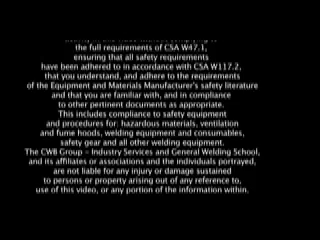 the full requirements of CSA W47.1,
ensuring that all safety requirements
have been adhered to in accordance with CSA W117.2,
that you understand, and adhere to the requirements
of the Equipment and Materials Manufacturer's safety literature
and that you are familiar with, and in compliance
to other pertinent documents as appropriate.
This includes compliance to safety equipment
and procedures for: hazardous materials, ventilation
and fume hoods, welding equipment and consumables,
safety gear and all other welding equipment.
The CWB Group - Industry Services and General Welding School,
and its affiliates or associations and the individuals portrayed,
are not liable for any injury or damage sustained
to persons or property arising out of any reference to,
use of this video, or any portion of the information within.